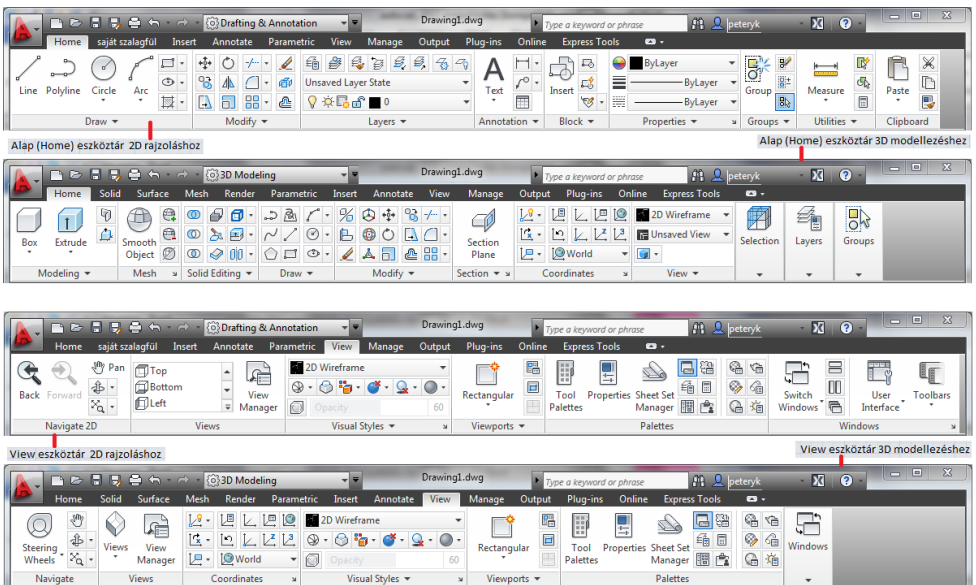 Drafting & Annotation Drawing1.dwg Type a keyword or phrase peteryk
Home saját szalagfül Insert Annotate Parametric View Manage Output Plug-ins Online Express Tools
Line Polyline Circle Arc
Unsaved Layer State
0
Text
Insert
ByLayer
ByLayer
ByLayer
Group
Measure
Paste
Draw Modify Layers Annotation Block Properties Groups Utilities Clipboard
Alap (Home) eszköztár 2D rajzoláshoz
Alap (Home) eszköztár 3D modellezéshez
3D Modeling Drawing1.dwg Type a keyword or phrase peteryk
Home Solid Surface Mesh Render Parametric Insert Annotate View Manage Output Plug-ins Online Express Tools
Box Extrude
Smooth Object
Section Plane
World
2D Wireframe
Unsaved View
Selection Layers Groups
Modeling Mesh Solid Editing Draw Modify Section Coordinates View
Drafting & Annotation Drawing1.dwg Type a keyword or phrase peteryk
Home saját szalagfül Insert Annotate Parametric View Manage Output Plug-ins Online Express Tools
Back Forward
Pan
Top
Bottom
Left
View Manager
2D Wireframe
Opacity 60
Rectangular
Tool Palettes
Properties
Sheet Set Manager
Switch Windows
User Interface
Toolbars
Navigate 2D Views Visual Styles Viewports Palettes Windows
View eszköztár 2D rajzoláshoz
View eszköztár 3D modellezéshez
3D Modeling Drawing1.dwg Type a keyword or phrase peteryk
Home Solid Surface Mesh Render Parametric Insert Annotate View Manage Output Plug-ins Online Express Tools
Steering Wheels
Views
View Manager
World
2D Wireframe
Opacity 60
Rectangular
Tool Palettes
Properties
Sheet Set Manager
Windows
Navigate Views Coordinates Visual Styles Viewports Palettes